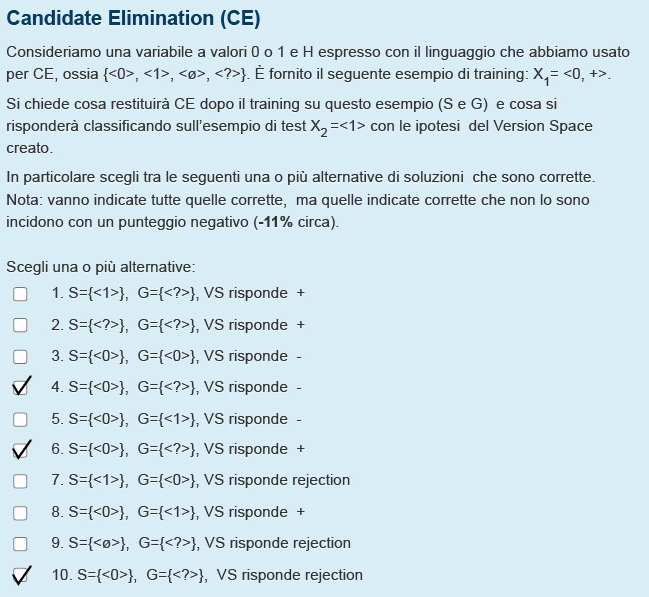 Candidate Elimination (CE)
Consideriamo una variabile a valori 0 o 1 e H espresso con il linguaggio che abbiamo usato
per CE, ossia {<0>, <1>, <ø>, <?>}. È fornito il seguente esempio di training: X₁= <0, +>.
Si chiede cosa restituirà CE dopo il training su questo esempio (S e G) e cosa si
risponderà classificando sull'esempio di test X₂ =<1> con le ipotesi del Version Space
creato.
In particolare scegli tra le seguenti una o più alternative di soluzioni che sono corrette.
Nota: vanno indicate tutte quelle corrette, ma quelle indicate corrette che non lo sono
incidono con un punteggio negativo (-11% circa).
Scegli una o più alternative:
1. S={<1>}, G={<?>}, VS risponde +
2. S={<?>}, G={<?>}, VS risponde +
3. S={<0>}, G={<0>}, VS risponde -
4. S={<0>}, G={<?>}, VS risponde -
5. S={<0>}, G={<1>}, VS risponde -
6. S={<0>}, G={<?>}, VS risponde +
7. S={<1>}, G={<0>}, VS risponde rejection
8. S={<0>}, G={<1>}, VS risponde +
9. S={<ø>}, G={<?>}, VS risponde rejection
10. S={<0>}, G={<?>}, VS risponde rejection